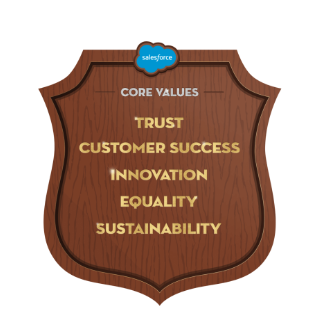 salesforce
CORE VALUES
TRUST
CUSTOMER SUCCESS
INNOVATION
EQUALITY
SUSTAINABILITY